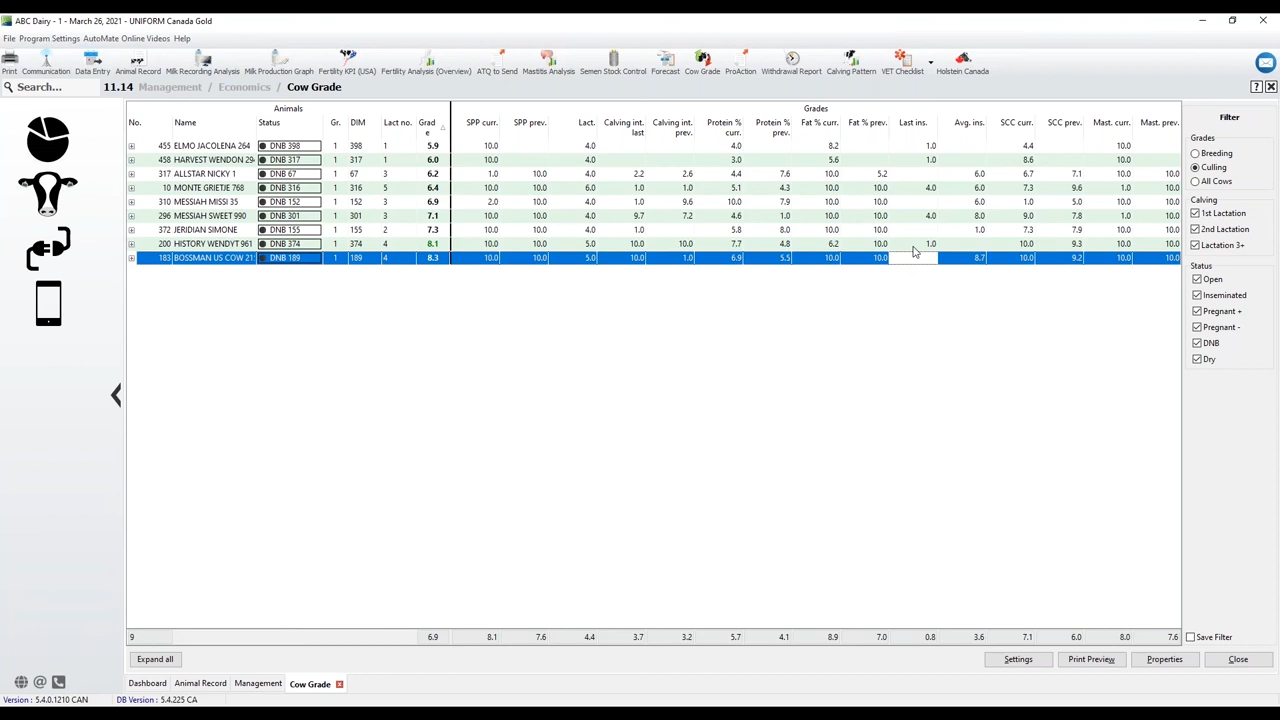 ABC Dairy - 1 - March 26, 2021 - UNIFORM Canada Gold
File Program Settings AutoMate Online Videos Help
Print Communication Data Entry Animal Record Milk Recording Analysis Milk Production Graph Fertility KPI (USA) Fertility Analysis (Overview) ATQ to Send Mastitis Analysis Semen Stock Control Forecast Cow Grade ProAction Withdrawal Report Calving Pattern VET Checklist Holstein Canada
Search... 11.14 Management / Economics / Cow Grade
Animals Grades
No. Name Status Gr. DIM Lact no. Grad e SPP curr. SPP prev. Lact. Calving int. last Calving int. prev. Protein % curr. Protein % prev. Fat % curr. Fat % prev. Last ins. Avg. ins. SCC curr. SCC prev. Mast. curr. Mast. prev.
455 ELMO JACOLENA 264 DNB 398 1 398 1 5.9 10.0 4.0 4.0 8.2 1.0 4.4 10.0
458 HARVEST WENDON 29 DNB 317 1 317 1 6.0 10.0 4.0 3.0 5.6 1.0 8.6 10.0
317 ALLSTAR NICKY 1 DNB 67 1 67 3 6.2 1.0 10.0 4.0 2.2 2.6 4.4 7.6 10.0 5.2 6.0 6.7 7.1 10.0 10.0
10 MONTE GRIETJE 768 DNB 316 1 316 5 6.4 10.0 10.0 6.0 10.0 1.0 5.1 4.3 10.0 10.0 4.0 6.0 7.3 9.6 1.0 10.0
310 MESSIAH MISSI 35 DNB 152 1 152 3 6.9 2.0 10.0 4.0 1.0 9.6 10.0 7.9 10.0 10.0 6.0 1.0 5.0 10.0 10.0
296 MESSIAH SWEET 990 DNB 301 1 301 3 7.1 10.0 10.0 4.0 9.7 7.2 4.6 1.0 10.0 10.0 4.0 8.0 9.0 7.8 1.0 10.0
372 JERIDIAN SIMONE DNB 155 1 155 2 7.3 10.0 10.0 4.0 1.0 5.8 8.0 10.0 10.0 1.0 7.3 7.9 10.0 10.0
200 HISTORY WENDYT 961 DNB 374 1 374 4 8.1 10.0 10.0 5.0 10.0 10.0 7.7 4.8 6.2 10.0 1.0 10.0 9.3 10.0 10.0
183 BOSSMAN US COW 21 DNB 189 1 189 4 8.3 10.0 10.0 5.0 10.0 1.0 6.9 5.5 10.0 10.0 8.7 10.0 9.2 10.0 10.0
9 6.9 8.1 7.6 4.4 3.7 3.2 5.7 4.1 8.9 7.0 0.8 3.6 7.1 6.0 8.0 7.6
Filter
Grades
Breeding
Culling
All Cows
Calving
1st Lactation
2nd Lactation
Lactation 3+
Status
Open
Inseminated
Pregnant +
Pregnant -
DNB
Dry
Save Filter
Expand all Settings Print Preview Properties Close
Dashboard Animal Record Management Cow Grade
Version : 5.4.0.1210 CAN DB Version : 5.4.225 CA